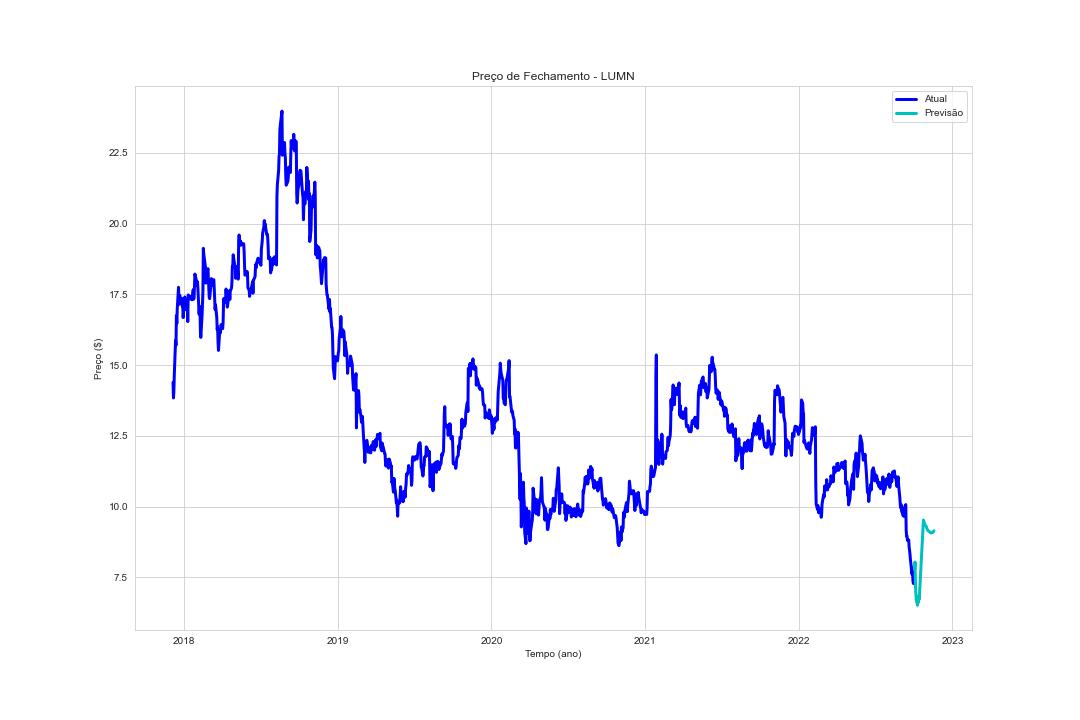 Preço de Fechamento - LUMN
Atual
Previsão
22.5
20.0
17.5
15.0
12.5
10.0
7.5
Preço ($)
2018
2019
2020
2021
2022
2023
Tempo (ano)